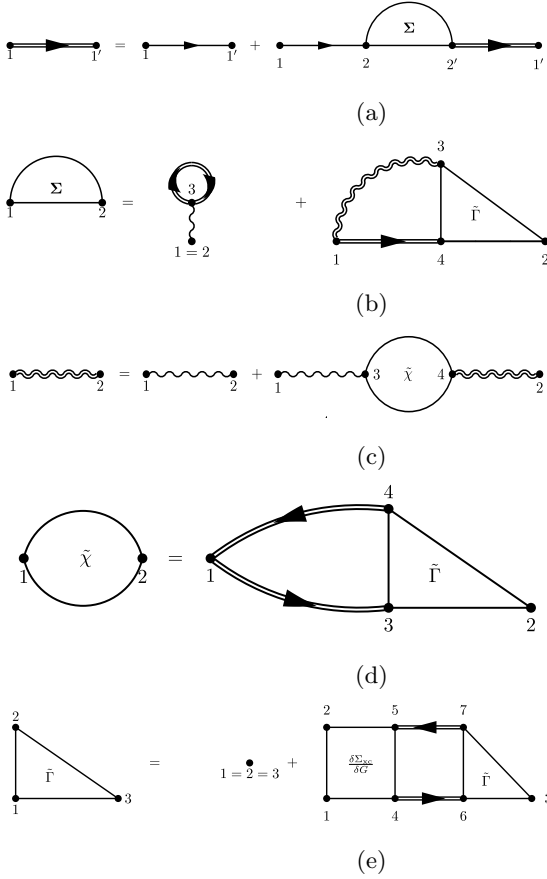 Σ
1 1′ = 1 1′ + 1 2 2′ 1′
(a)
3
Σ 3 Γ̃
1 2 = 1 = 2 + 1 4 2
(b)
1 2 = 1 2 + 1 3 χ̃ 4 2
(c)
4
1 χ̃ 2 = 1 Γ̃
3 2
(d)
2 2 5 7
Γ̃ = 1 = 2 = 3 + δΣxc/δG Γ̃
1 3 1 4 6 3
(e)